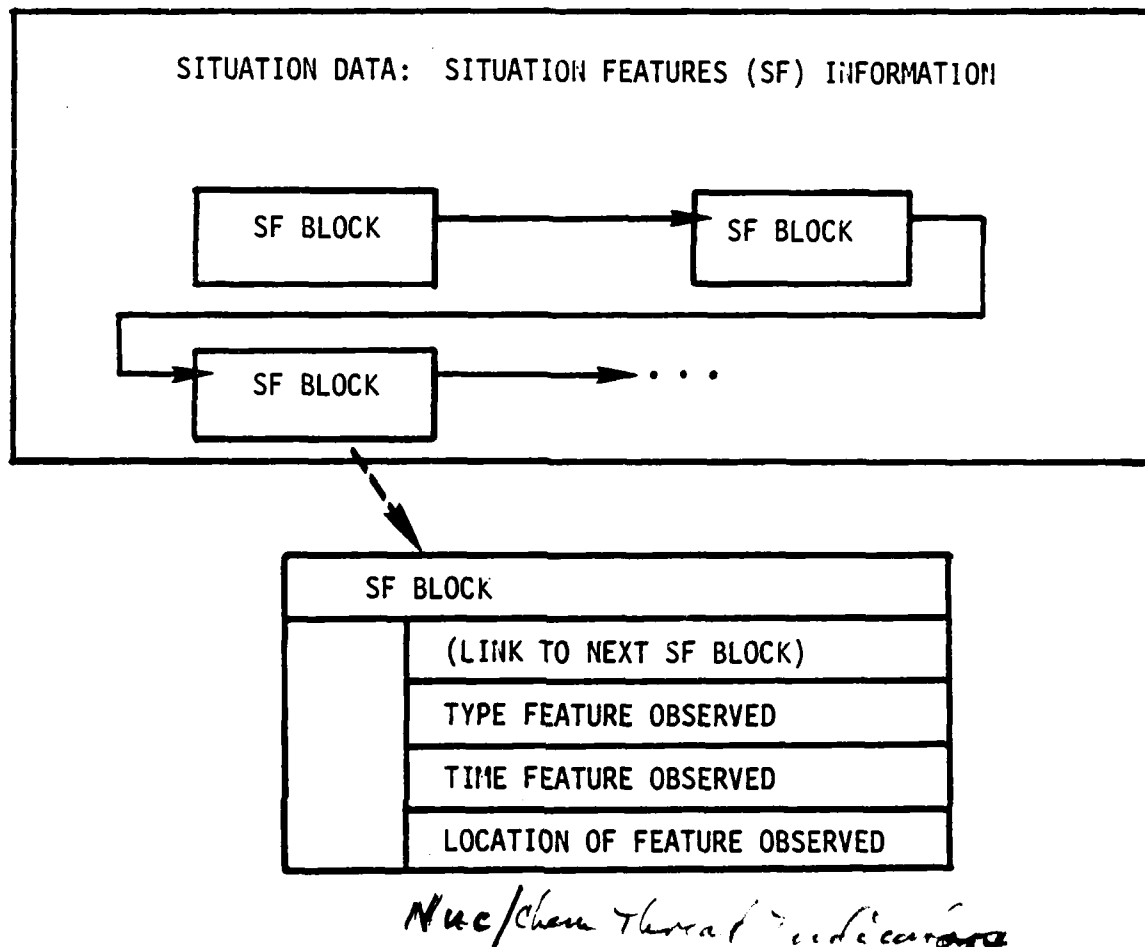 SITUATION DATA: SITUATION FEATURES (SF) INFORMATION
SF BLOCK
SF BLOCK
SF BLOCK
. . .
SF BLOCK
(LINK TO NEXT SF BLOCK)
TYPE FEATURE OBSERVED
TIME FEATURE OBSERVED
LOCATION OF FEATURE OBSERVED
Nuc/Chem Threat